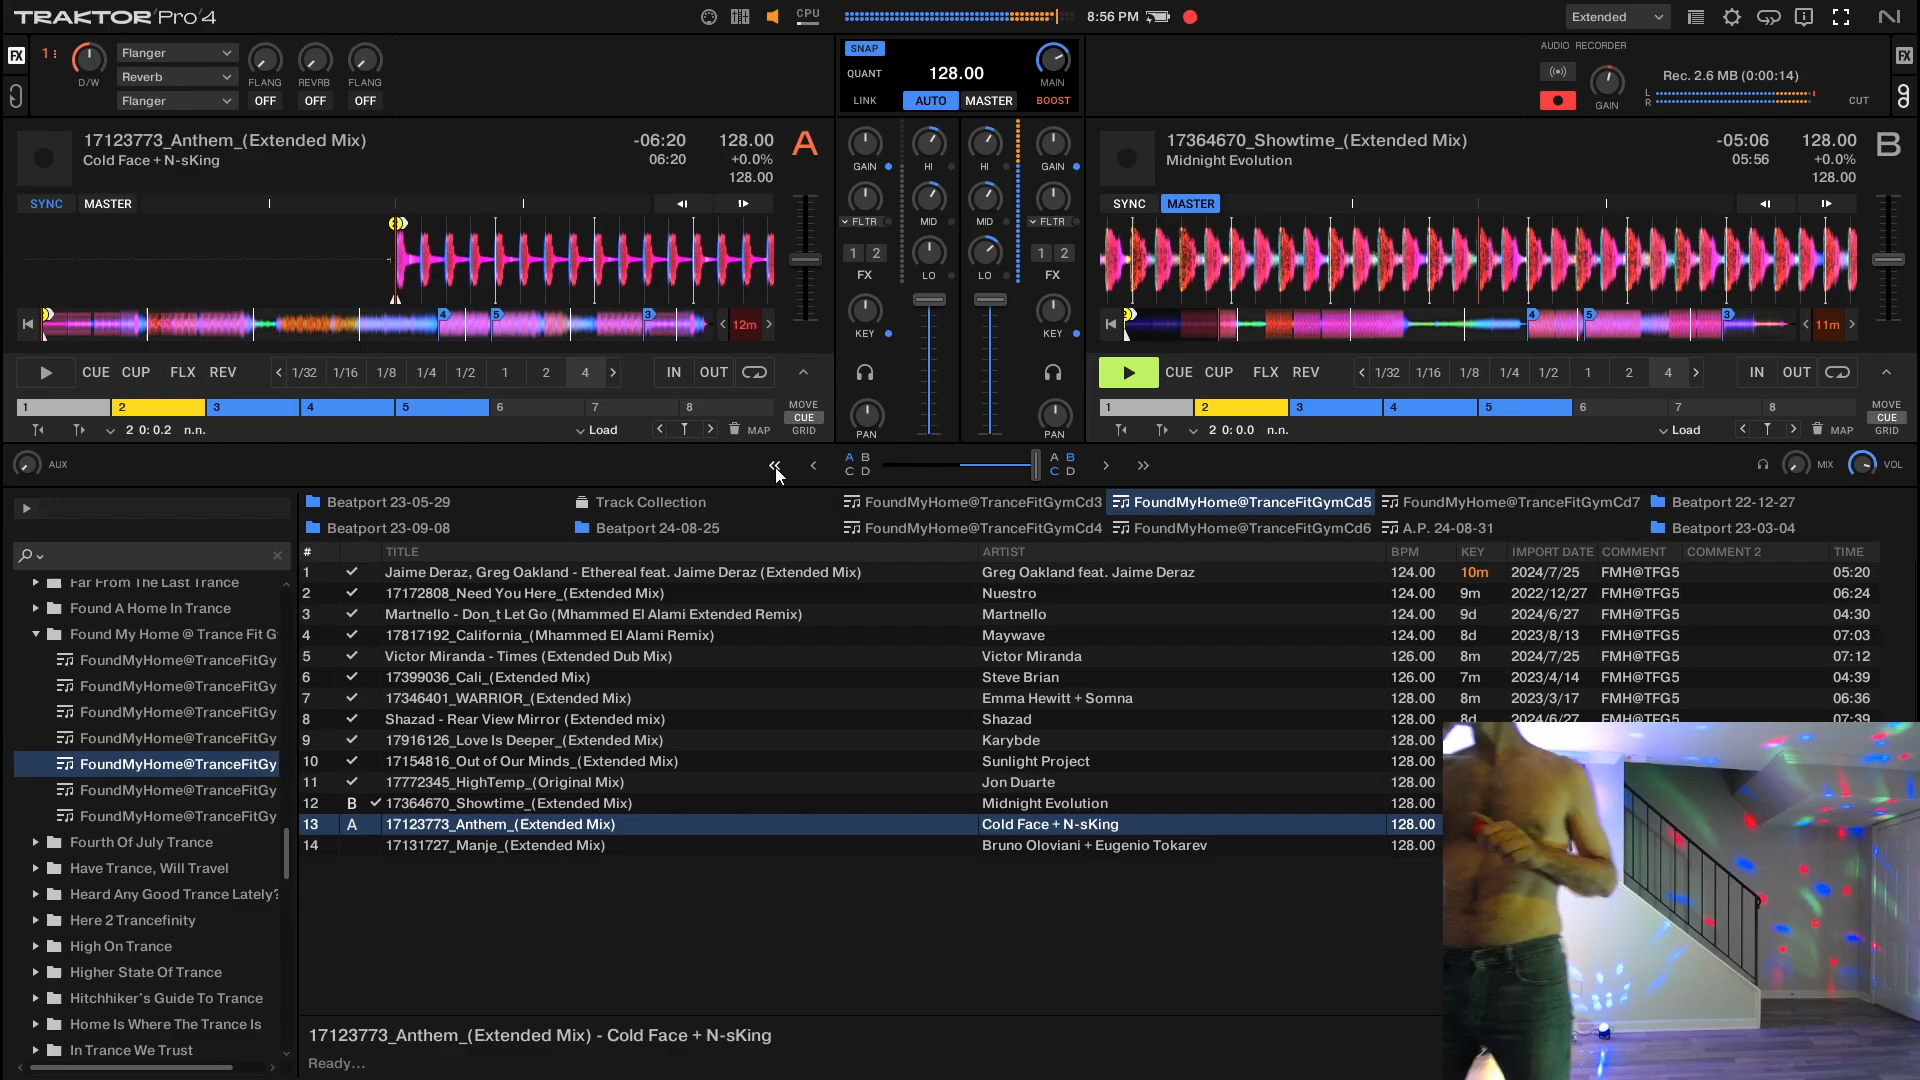 TRAKTOR Pro 4
CPU
8:56 PM
Extended
FX
1
D/W
Flanger
Reverb
Flanger
FLANG
REVRB
FLANG
OFF
OFF
OFF
SNAP
QUANT
128.00
MAIN
LINK
AUTO
MASTER
BOOST
AUDIO RECORDER
GAIN
Rec. 2.6 MB (0:00:14)
L
R
CUT
FX
17123773_Anthem_(Extended Mix)
Cold Face + N-sKing
-06:20
06:20
128.00
+0.0%
128.00
A
SYNC
MASTER
4
5
3
12m
CUE
CUP
FLX
REV
1/32
1/16
1/8
1/4
1/2
1
2
4
IN
OUT
1
2
3
4
5
6
7
8
MOVE
CUE
GRID
2 0: 0.2
n.n.
Load
MAP
GAIN
HI
HI
GAIN
FLTR
MID
MID
FLTR
1 2
LO
LO
1 2
FX
FX
KEY
KEY
PAN
PAN
17364670_Showtime_(Extended Mix)
Midnight Evolution
-05:06
05:56
128.00
+0.0%
128.00
B
SYNC
MASTER
4
5
3
11m
CUE
CUP
FLX
REV
1/32
1/16
1/8
1/4
1/2
1
2
4
IN
OUT
1
2
3
4
5
6
7
8
MOVE
CUE
GRID
2 0: 0.0
n.n.
Load
MAP
AUX
A B
C D
A B
C D
MIX
VOL
Beatport 23-05-29
Track Collection
FoundMyHome@TranceFitGymCd3
FoundMyHome@TranceFitGymCd5
FoundMyHome@TranceFitGymCd7
Beatport 22-12-27
Beatport 23-09-08
Beatport 24-08-25
FoundMyHome@TranceFitGymCd4
FoundMyHome@TranceFitGymCd6
A.P. 24-08-31
Beatport 23-03-04
Far From The Last Trance
Found A Home In Trance
Found My Home @ Trance Fit G
FoundMyHome@TranceFitGy
FoundMyHome@TranceFitGy
FoundMyHome@TranceFitGy
FoundMyHome@TranceFitGy
FoundMyHome@TranceFitGy
FoundMyHome@TranceFitGy
FoundMyHome@TranceFitGy
Fourth Of July Trance
Have Trance, Will Travel
Heard Any Good Trance Lately?
Here 2 Trancefinity
High On Trance
Higher State Of Trance
Hitchhiker's Guide To Trance
Home Is Where The Trance Is
In Trance We Trust
# TITLE ARTIST BPM KEY IMPORT DATE COMMENT COMMENT 2 TIME
1 Jaime Deraz, Greg Oakland - Ethereal feat. Jaime Deraz (Extended Mix) Greg Oakland feat. Jaime Deraz 124.00 10m 2024/7/25 FMH@TFG5 05:20
2 17172808_Need You Here_(Extended Mix) Nuestro 124.00 9m 2022/12/27 FMH@TFG5 06:24
3 Martnello - Don_t Let Go (Mhammed El Alami Extended Remix) Martnello 124.00 9d 2024/6/27 FMH@TFG5 04:30
4 17817192_California_(Mhammed El Alami Remix) Maywave 124.00 8d 2023/8/13 FMH@TFG5 07:03
5 Victor Miranda - Times (Extended Dub Mix) Victor Miranda 126.00 8m 2024/7/25 FMH@TFG5 07:12
6 17399036_Cali_(Extended Mix) Steve Brian 126.00 7m 2023/4/14 FMH@TFG5 04:39
7 17346401_WARRIOR_(Extended Mix) Emma Hewitt + Somna 128.00 8m 2023/3/17 FMH@TFG5 06:36
8 Shazad - Rear View Mirror (Extended mix) Shazad 128.00 8d 2024/6/27 FMH@TFG5 07:39
9 17916126_Love Is Deeper_(Extended Mix) Karybde 128.00
10 17154816_Out of Our Minds_(Extended Mix) Sunlight Project 128.00
11 17772345_HighTemp_(Original Mix) Jon Duarte 128.00
12 B 17364670_Showtime_(Extended Mix) Midnight Evolution 128.00
13 A 17123773_Anthem_(Extended Mix) Cold Face + N-sKing 128.00
14 17131727_Manje_(Extended Mix) Bruno Oloviani + Eugenio Tokarev 128.00
17123773_Anthem_(Extended Mix) - Cold Face + N-sKing
Ready...